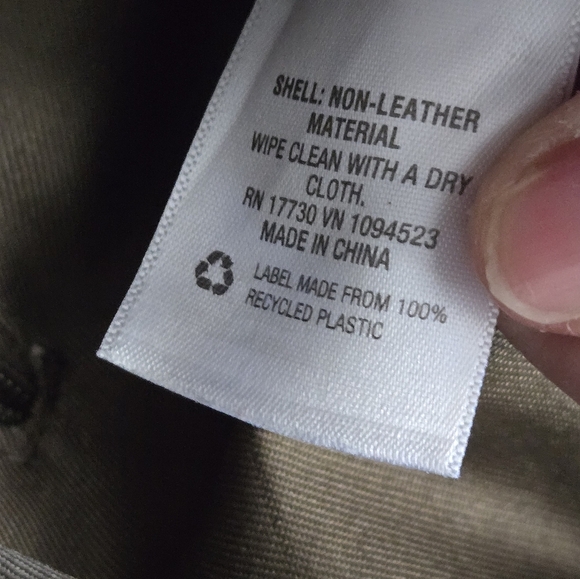 SHELL: NON-LEATHER
MATERIAL
WIPE CLEAN WITH A DRY
CLOTH.
RN 17730 VN 1094523
MADE IN CHINA
LABEL MADE FROM 100%
RECYCLED PLASTIC